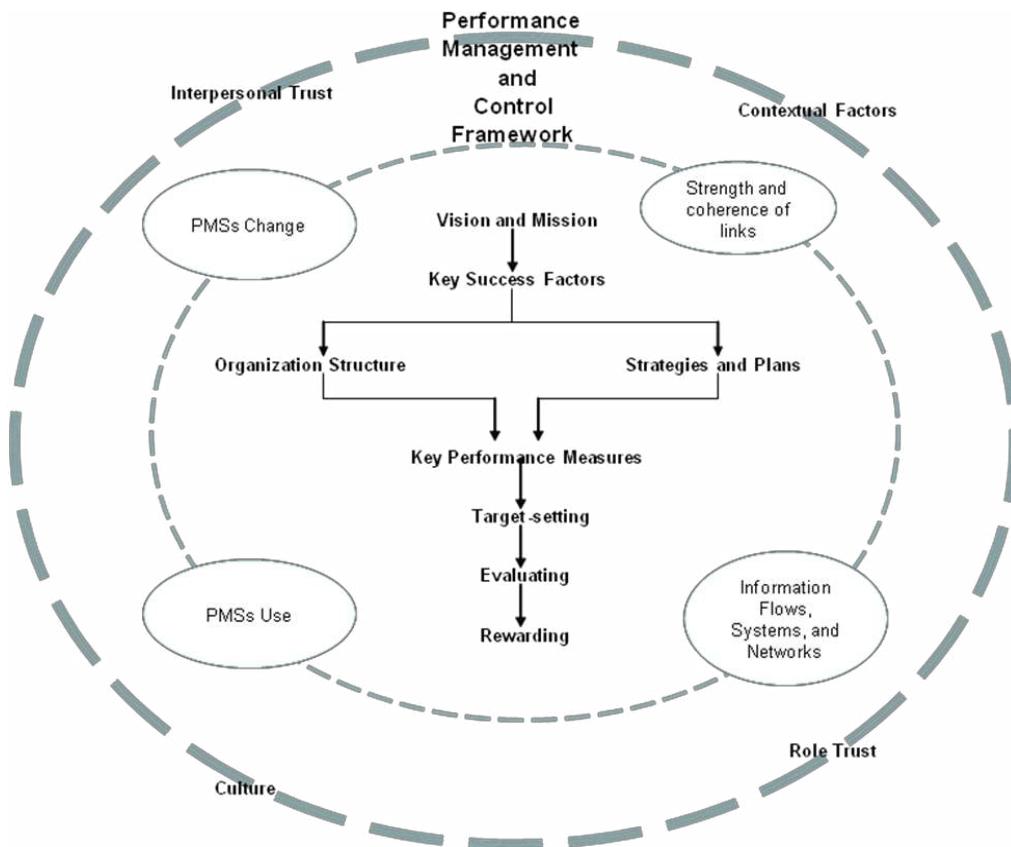 Performance
Management
and
Control
Framework
Interpersonal Trust
Contextual Factors
PMSs Change
Strength and
coherence of
links
Vision and Mission
Key Success Factors
Organization Structure
Strategies and Plans
Key Performance Measures
Target-setting
Evaluating
Rewarding
PMSs Use
Information
Flows,
Systems, and
Networks
Role Trust
Culture